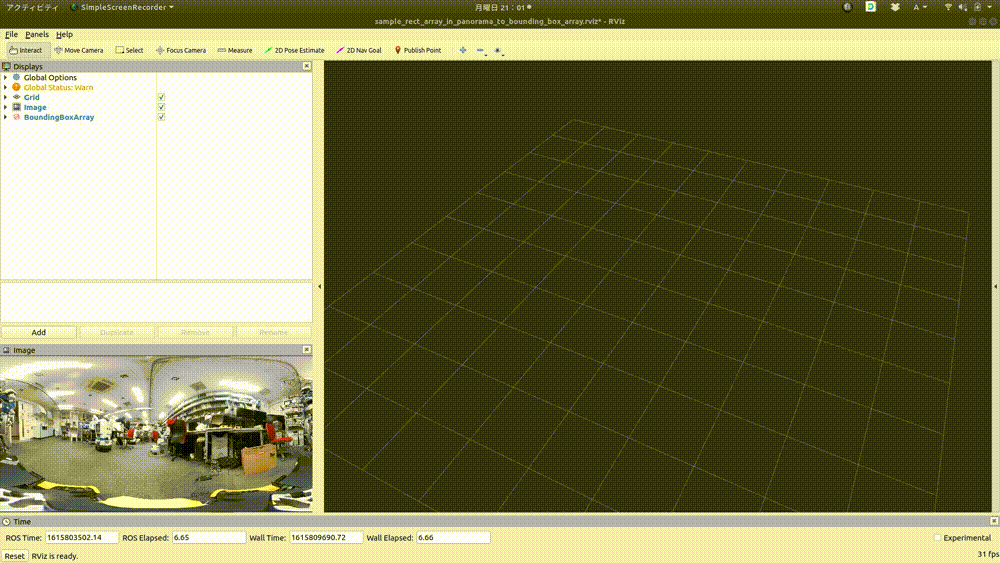 アクティビティ SimpleScreenRecorder 月曜日 21:01 A
sample_rect_array_in_panorama_to_bounding_box_array.rviz* - RViz
File Panels Help
Interact Move Camera Select Focus Camera Measure 2D Pose Estimate 2D Nav Goal Publish Point
Displays
Global Options
Global Status: Warn
Grid
Image
BoundingBoxArray
Add Duplicate Remove Rename
Image
Time
ROS Time: 1615803502.14 ROS Elapsed: 6.65 Wall Time: 1615809690.72 Wall Elapsed: 6.66 Experimental
Reset RViz is ready. 31 fps